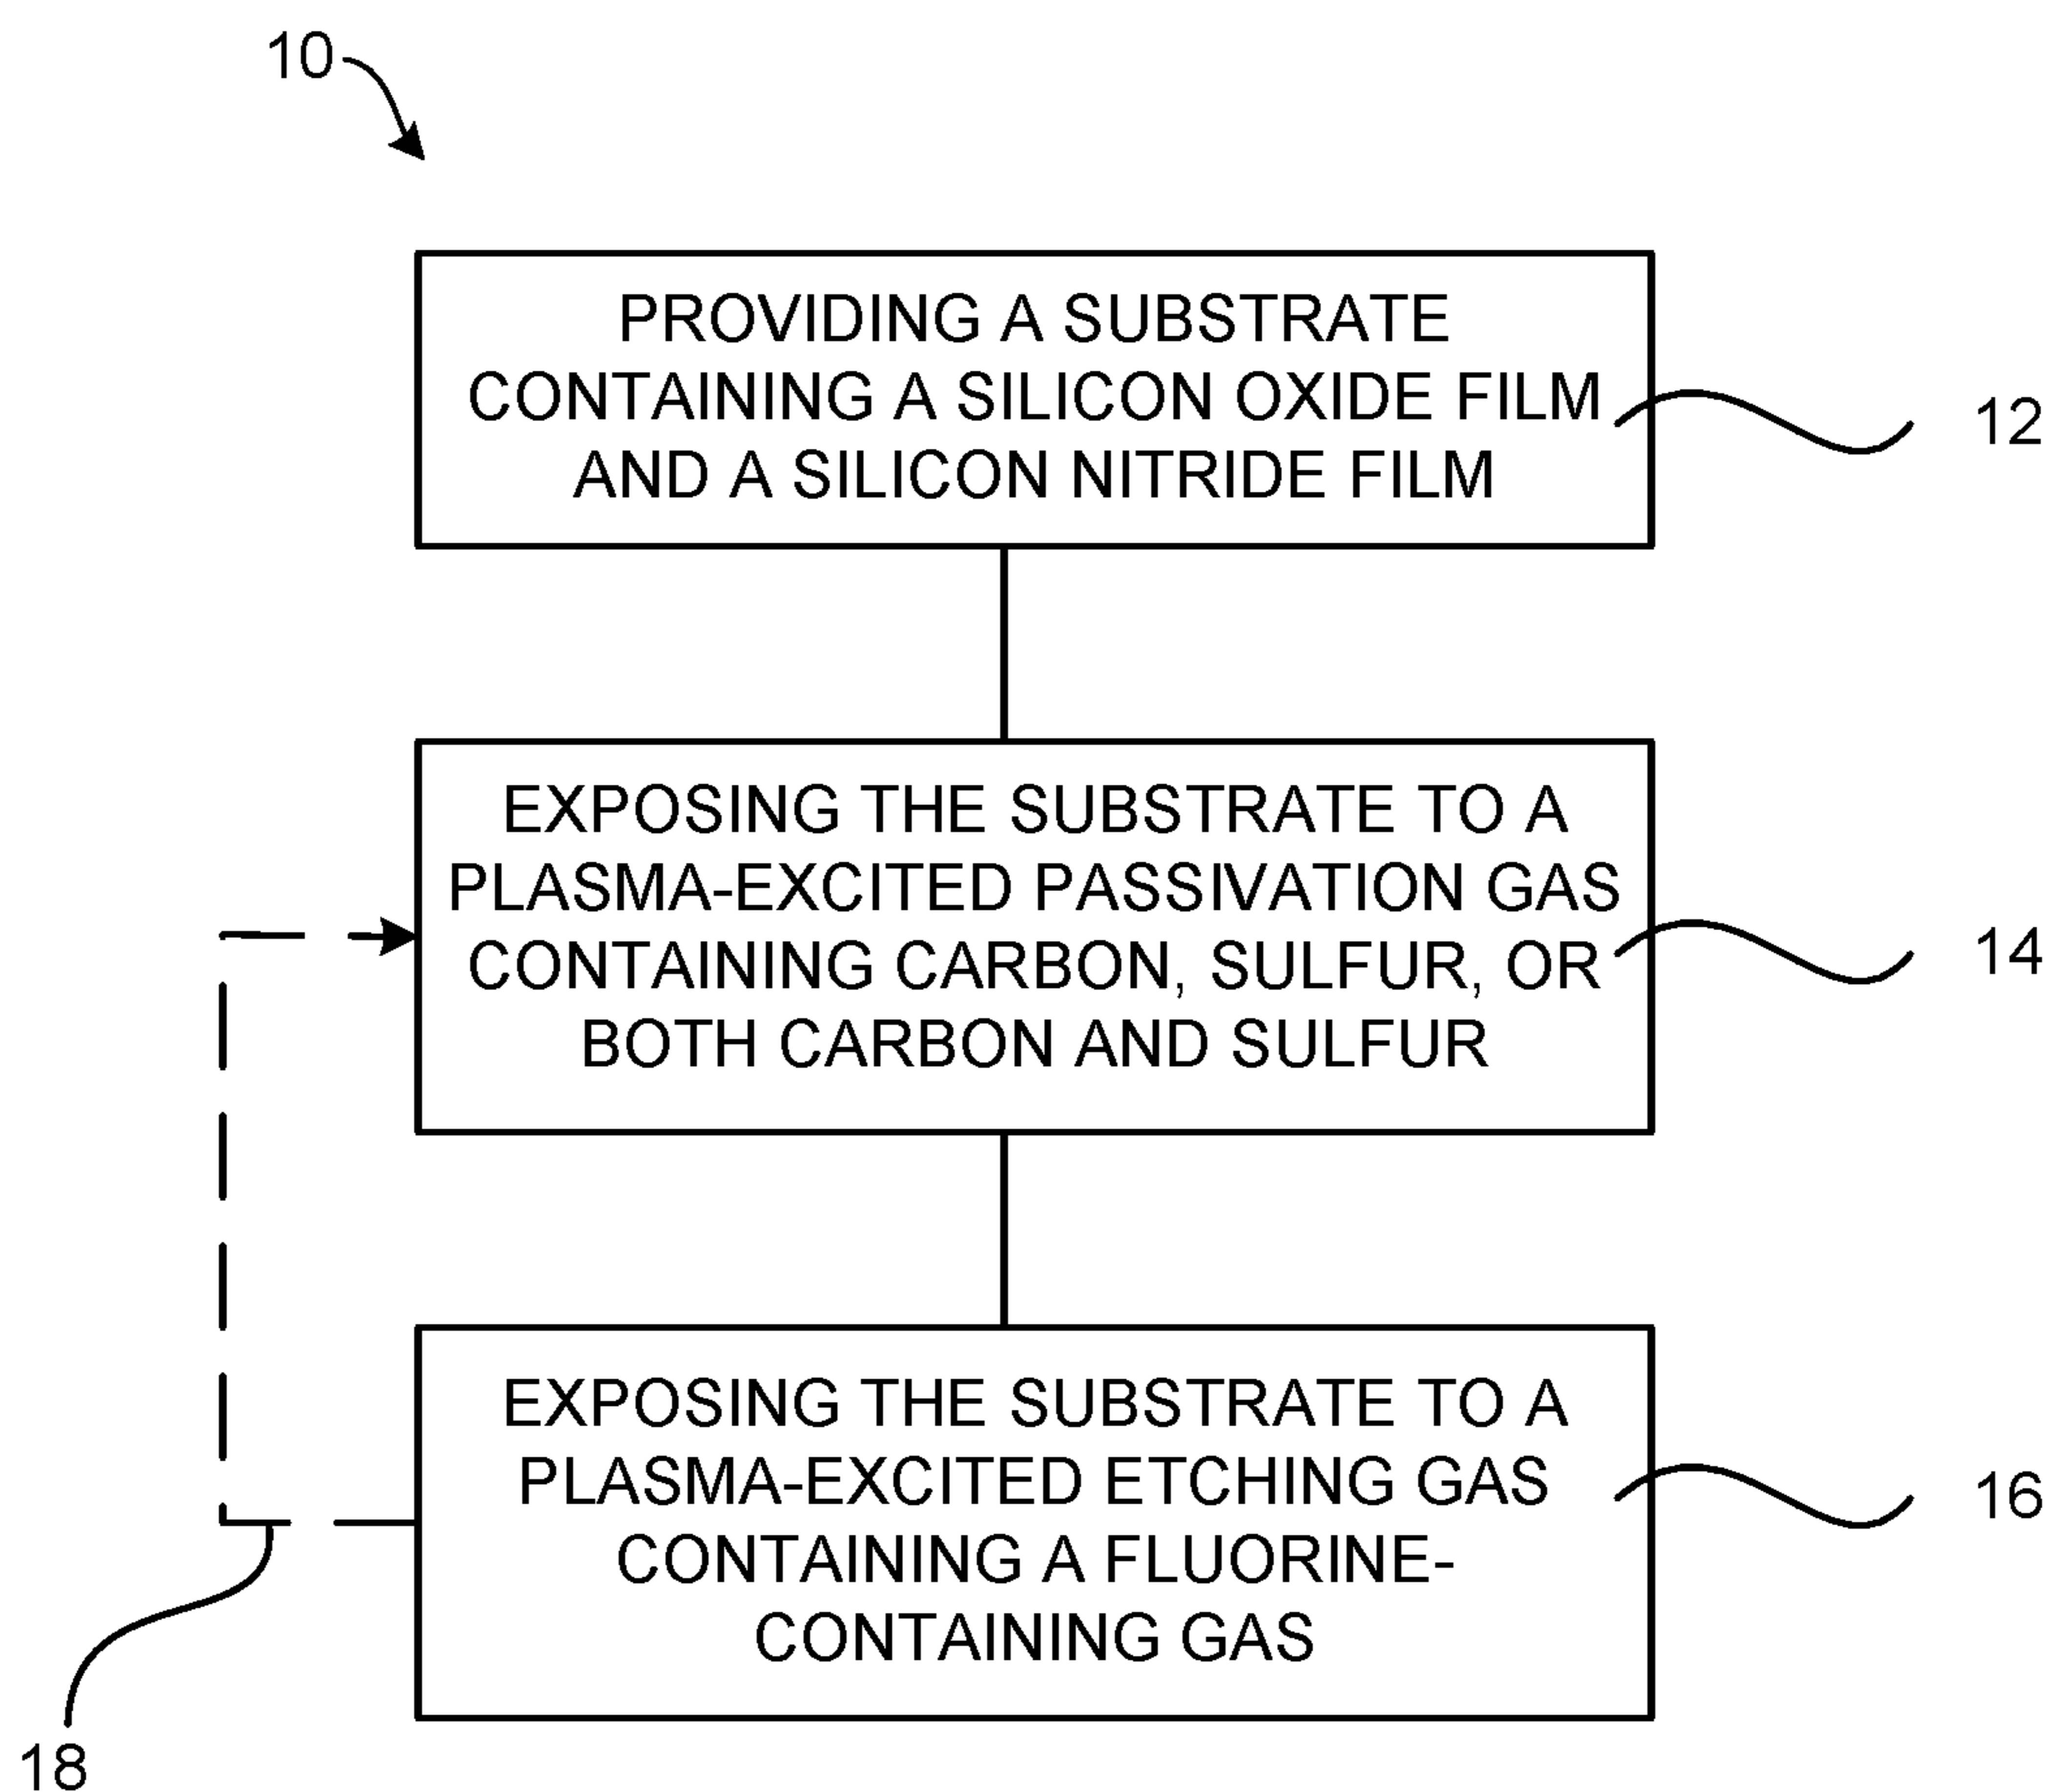 10
PROVIDING A SUBSTRATE
CONTAINING A SILICON OXIDE FILM
AND A SILICON NITRIDE FILM
12
EXPOSING THE SUBSTRATE TO A
PLASMA-EXCITED PASSIVATION GAS
CONTAINING CARBON, SULFUR, OR
BOTH CARBON AND SULFUR
14
EXPOSING THE SUBSTRATE TO A
PLASMA-EXCITED ETCHING GAS
CONTAINING A FLUORINE-
CONTAINING GAS
16
18